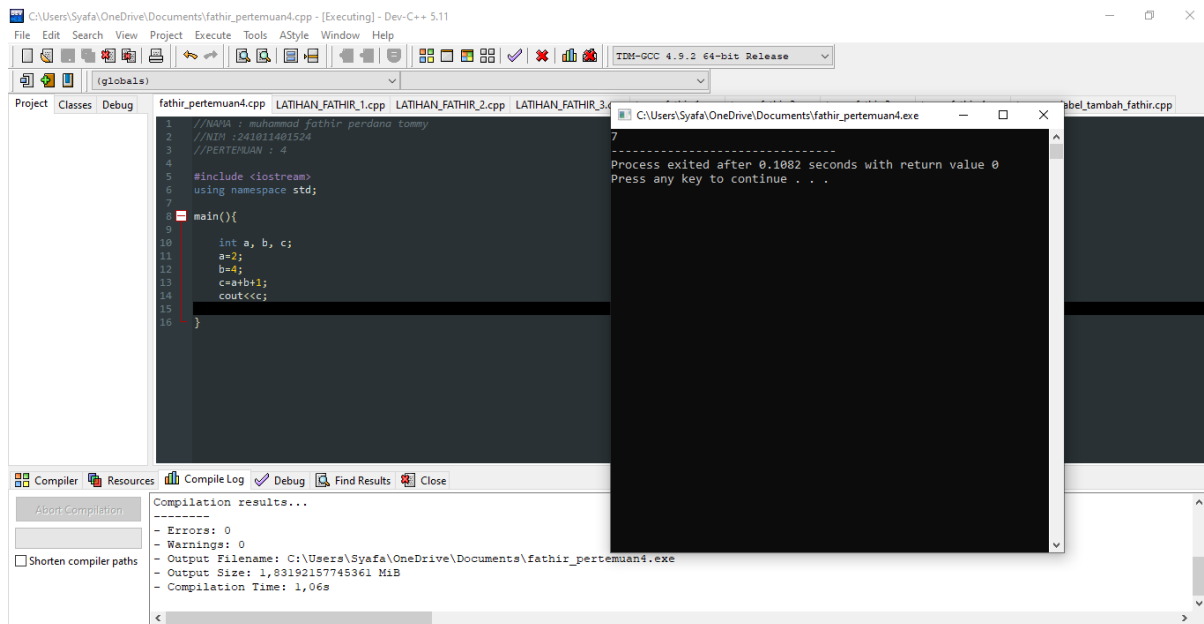 C:\Users\Syafa\OneDrive\Documents\fathir_pertemuan4.cpp - [Executing] - Dev-C++ 5.11
File Edit Search View Project Execute Tools AStyle Window Help
TDM-GCC 4.9.2 64-bit Release
(globals)
Project Classes Debug
fathir_pertemuan4.cpp LATIHAN_FATHIR_1.cpp LATIHAN_FATHIR_2.cpp LATIHAN_FATHIR_3.c
abel_tambah_fathir.cpp
1 //NAMA : muhammad fathir perdana tommy
2 //NIM :241011401524
3 //PERTEMUAN : 4
4
5 #include <iostream>
6 using namespace std;
7
8 main(){
9
10 int a, b, c;
11 a=2;
12 b=4;
13 c=a+b+1;
14 cout<<c;
15
16 }
C:\Users\Syafa\OneDrive\Documents\fathir_pertemuan4.exe
7
--------------------------------
Process exited after 0.1082 seconds with return value 0
Press any key to continue . . .
Compiler Resources Compile Log Debug Find Results Close
Abort Compilation
Shorten compiler paths
Compilation results...
--------
- Errors: 0
- Warnings: 0
- Output Filename: C:\Users\Syafa\OneDrive\Documents\fathir_pertemuan4.exe
- Output Size: 1,83192157745361 MiB
- Compilation Time: 1,06s